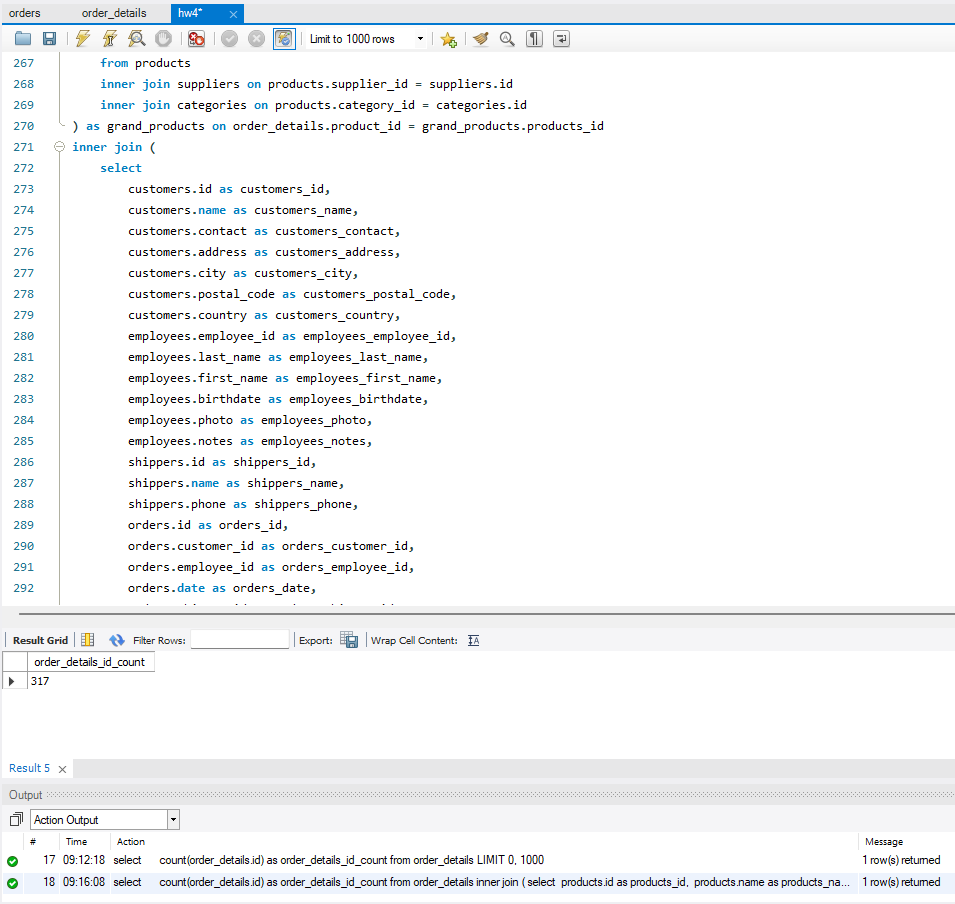 orders order_details hw4*
Limit to 1000 rows
267 from products
268 inner join suppliers on products.supplier_id = suppliers.id
269 inner join categories on products.category_id = categories.id
270 ) as grand_products on order_details.product_id = grand_products.products_id
271 inner join (
272 select
273 customers.id as customers_id,
274 customers.name as customers_name,
275 customers.contact as customers_contact,
276 customers.address as customers_address,
277 customers.city as customers_city,
278 customers.postal_code as customers_postal_code,
279 customers.country as customers_country,
280 employees.employee_id as employees_employee_id,
281 employees.last_name as employees_last_name,
282 employees.first_name as employees_first_name,
283 employees.birthdate as employees_birthdate,
284 employees.photo as employees_photo,
285 employees.notes as employees_notes,
286 shippers.id as shippers_id,
287 shippers.name as shippers_name,
288 shippers.phone as shippers_phone,
289 orders.id as orders_id,
290 orders.customer_id as orders_customer_id,
291 orders.employee_id as orders_employee_id,
292 orders.date as orders_date,
Result Grid Filter Rows: Export: Wrap Cell Content:
order_details_id_count
317
Result 5
Output
Action Output
# Time Action Message
17 09:12:18 select count(order_details.id) as order_details_id_count from order_details LIMIT 0, 1000 1 row(s) returned
18 09:16:08 select count(order_details.id) as order_details_id_count from order_details inner join ( select products.id as products_id, products.name as products_na... 1 row(s) returned